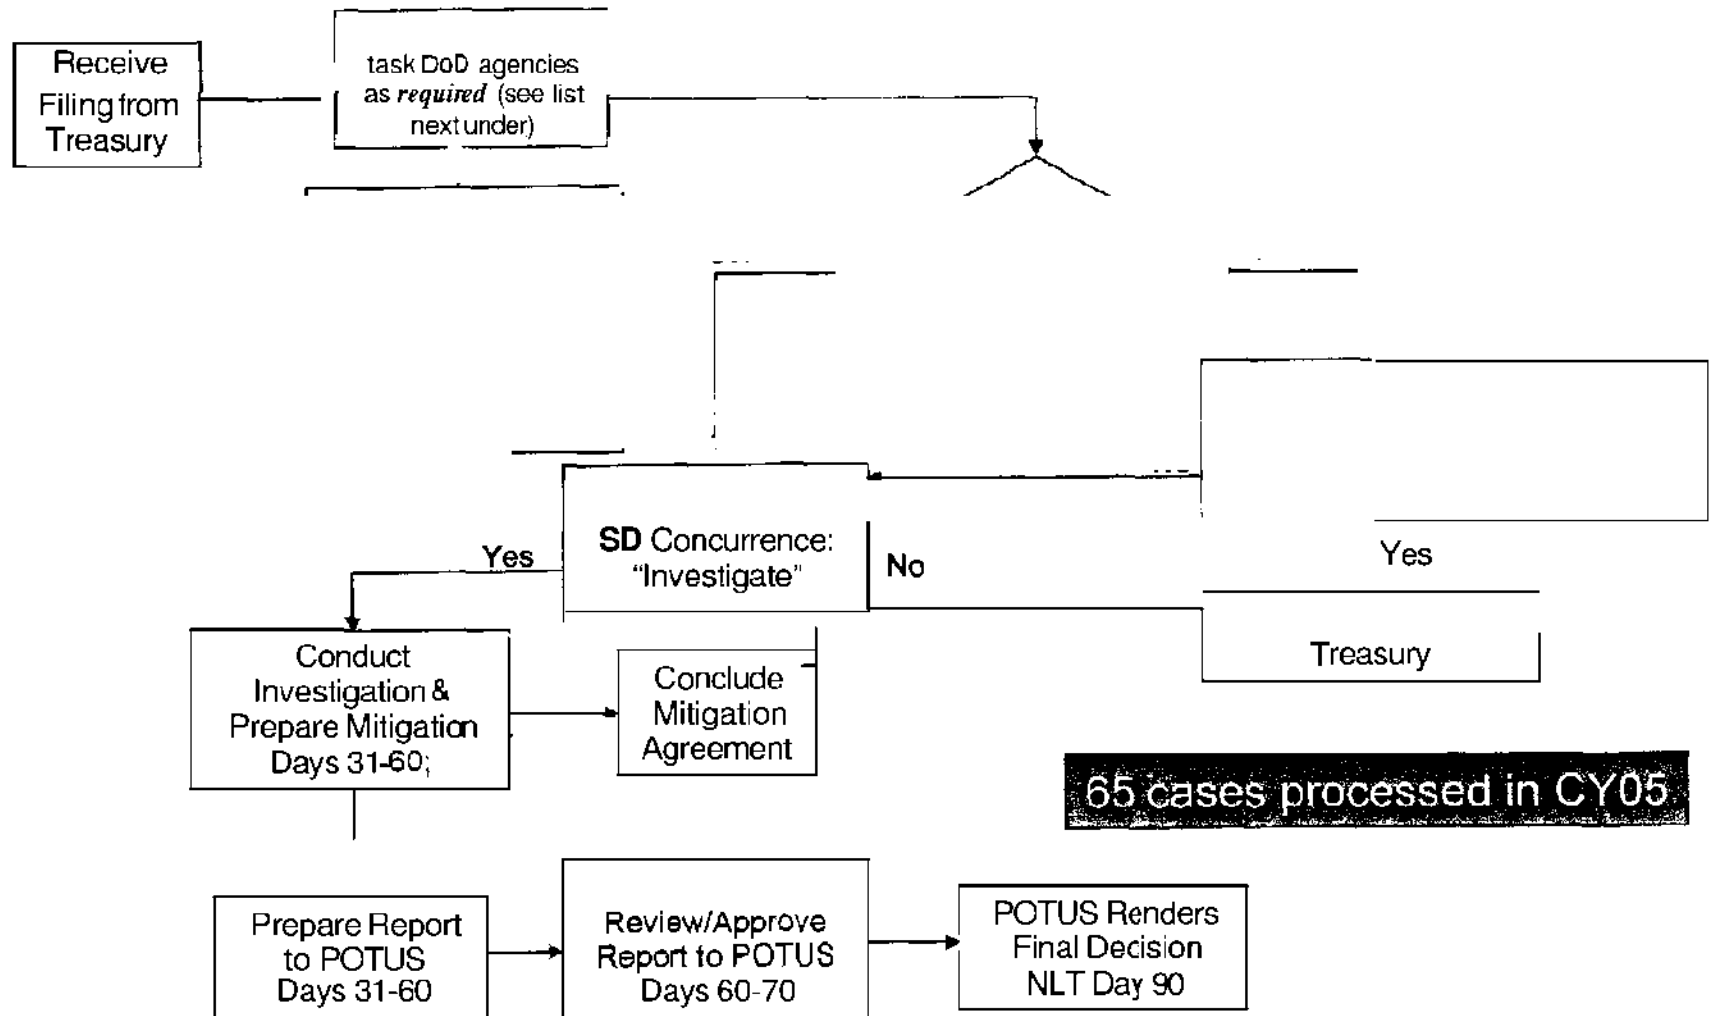 Receive
Filing from
Treasury
task DoD agencies
as required (see list
next under)
Yes
SD Concurrence:
"Investigate"
No
Yes
Treasury
Conduct
Investigation &
Prepare Mitigation
Days 31-60;
Conclude
Mitigation
Agreement
65 cases processed in CY05
Prepare Report
to POTUS
Days 31-60
Review/Approve
Report to POTUS
Days 60-70
POTUS Renders
Final Decision
NLT Day 90